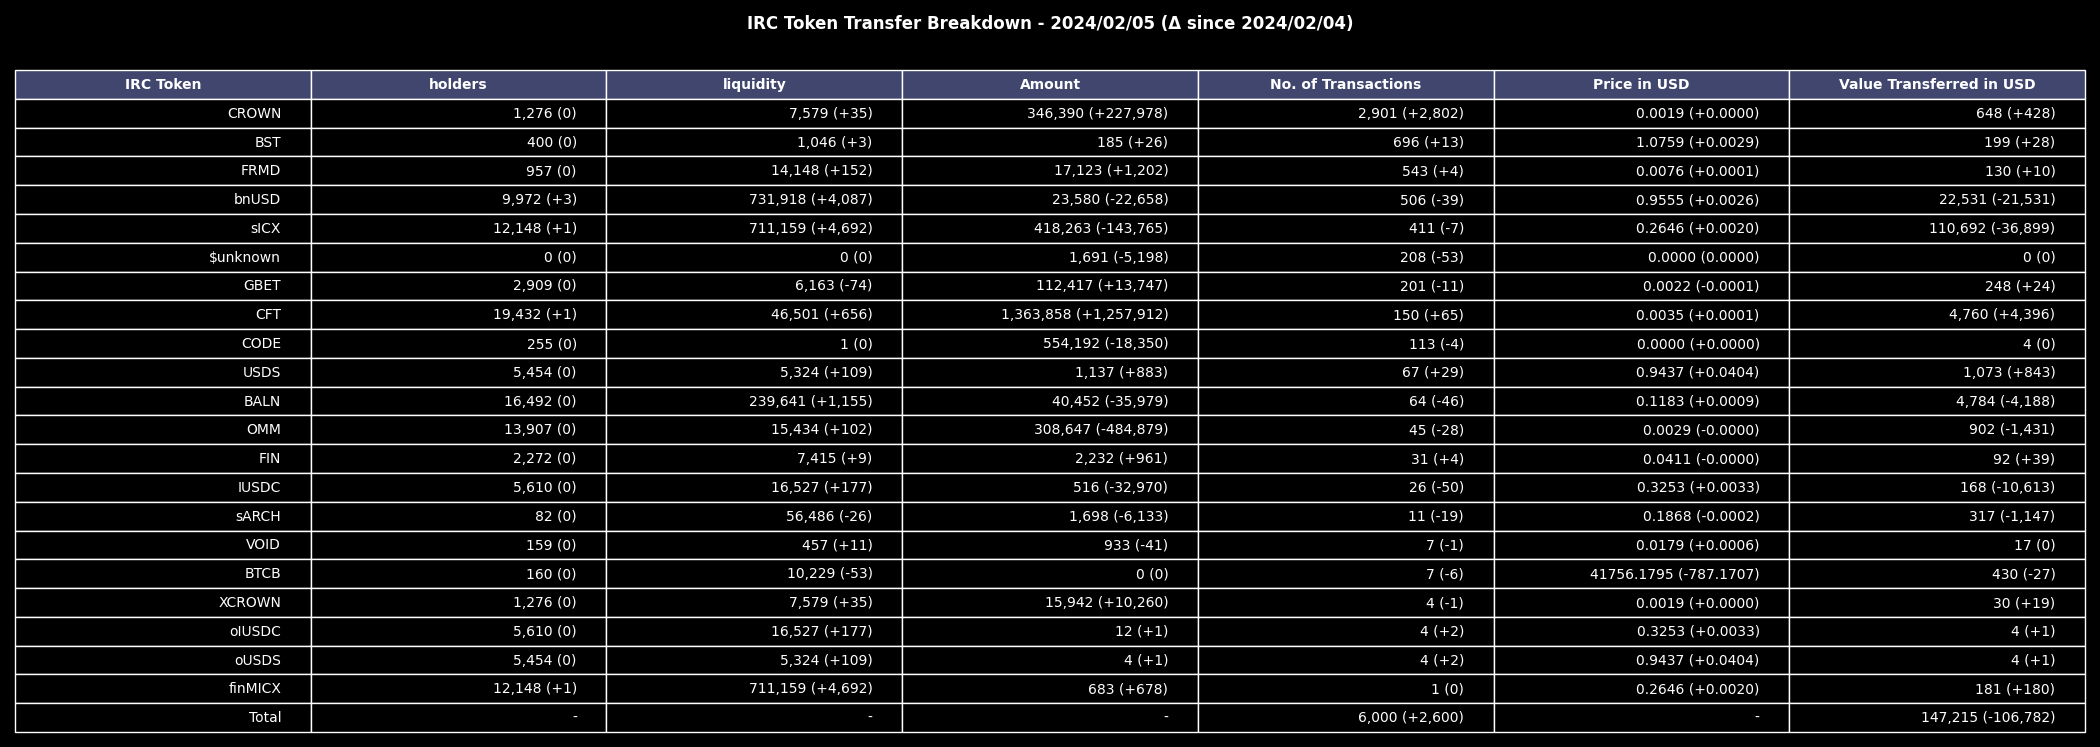 IRC Token Transfer Breakdown - 2024/02/05 (Δ since 2024/02/04)
IRC Token holders liquidity Amount No. of Transactions Price in USD Value Transferred in USD
CROWN 1,276 (0) 7,579 (+35) 346,390 (+227,978) 2,901 (+2,802) 0.0019 (+0.0000) 648 (+428)
BST 400 (0) 1,046 (+3) 185 (+26) 696 (+13) 1.0759 (+0.0029) 199 (+28)
FRMD 957 (0) 14,148 (+152) 17,123 (+1,202) 543 (+4) 0.0076 (+0.0001) 130 (+10)
bnUSD 9,972 (+3) 731,918 (+4,087) 23,580 (-22,658) 506 (-39) 0.9555 (+0.0026) 22,531 (-21,531)
sICX 12,148 (+1) 711,159 (+4,692) 418,263 (-143,765) 411 (-7) 0.2646 (+0.0020) 110,692 (-36,899)
$unknown 0 (0) 0 (0) 1,691 (-5,198) 208 (-53) 0.0000 (0.0000) 0 (0)
GBET 2,909 (0) 6,163 (-74) 112,417 (+13,747) 201 (-11) 0.0022 (-0.0001) 248 (+24)
CFT 19,432 (+1) 46,501 (+656) 1,363,858 (+1,257,912) 150 (+65) 0.0035 (+0.0001) 4,760 (+4,396)
CODE 255 (0) 1 (0) 554,192 (-18,350) 113 (-4) 0.0000 (+0.0000) 4 (0)
USDS 5,454 (0) 5,324 (+109) 1,137 (+883) 67 (+29) 0.9437 (+0.0404) 1,073 (+843)
BALN 16,492 (0) 239,641 (+1,155) 40,452 (-35,979) 64 (-46) 0.1183 (+0.0009) 4,784 (-4,188)
OMM 13,907 (0) 15,434 (+102) 308,647 (-484,879) 45 (-28) 0.0029 (-0.0000) 902 (-1,431)
FIN 2,272 (0) 7,415 (+9) 2,232 (+961) 31 (+4) 0.0411 (-0.0000) 92 (+39)
IUSDC 5,610 (0) 16,527 (+177) 516 (-32,970) 26 (-50) 0.3253 (+0.0033) 168 (-10,613)
sARCH 82 (0) 56,486 (-26) 1,698 (-6,133) 11 (-19) 0.1868 (-0.0002) 317 (-1,147)
VOID 159 (0) 457 (+11) 933 (-41) 7 (-1) 0.0179 (+0.0006) 17 (0)
BTCB 160 (0) 10,229 (-53) 0 (0) 7 (-6) 41756.1795 (-787.1707) 430 (-27)
XCROWN 1,276 (0) 7,579 (+35) 15,942 (+10,260) 4 (-1) 0.0019 (+0.0000) 30 (+19)
oIUSDC 5,610 (0) 16,527 (+177) 12 (+1) 4 (+2) 0.3253 (+0.0033) 4 (+1)
oUSDS 5,454 (0) 5,324 (+109) 4 (+1) 4 (+2) 0.9437 (+0.0404) 4 (+1)
finMICX 12,148 (+1) 711,159 (+4,692) 683 (+678) 1 (0) 0.2646 (+0.0020) 181 (+180)
Total - - - 6,000 (+2,600) - 147,215 (-106,782)